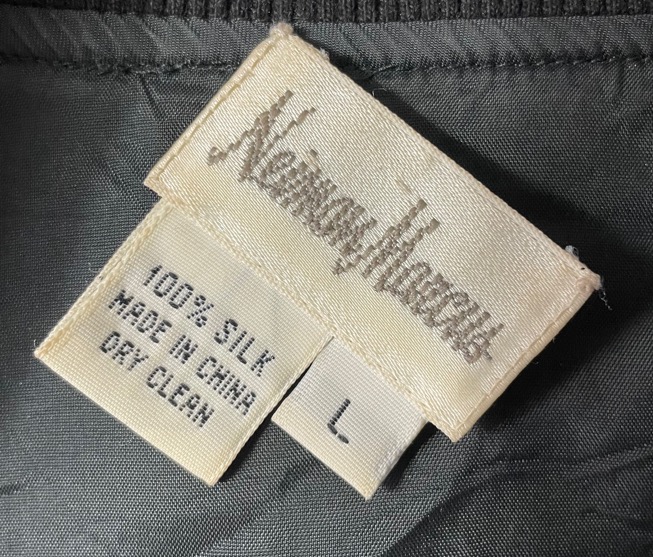 Neiman Marcus
100% SILK
MADE IN CHINA
DRY CLEAN
L